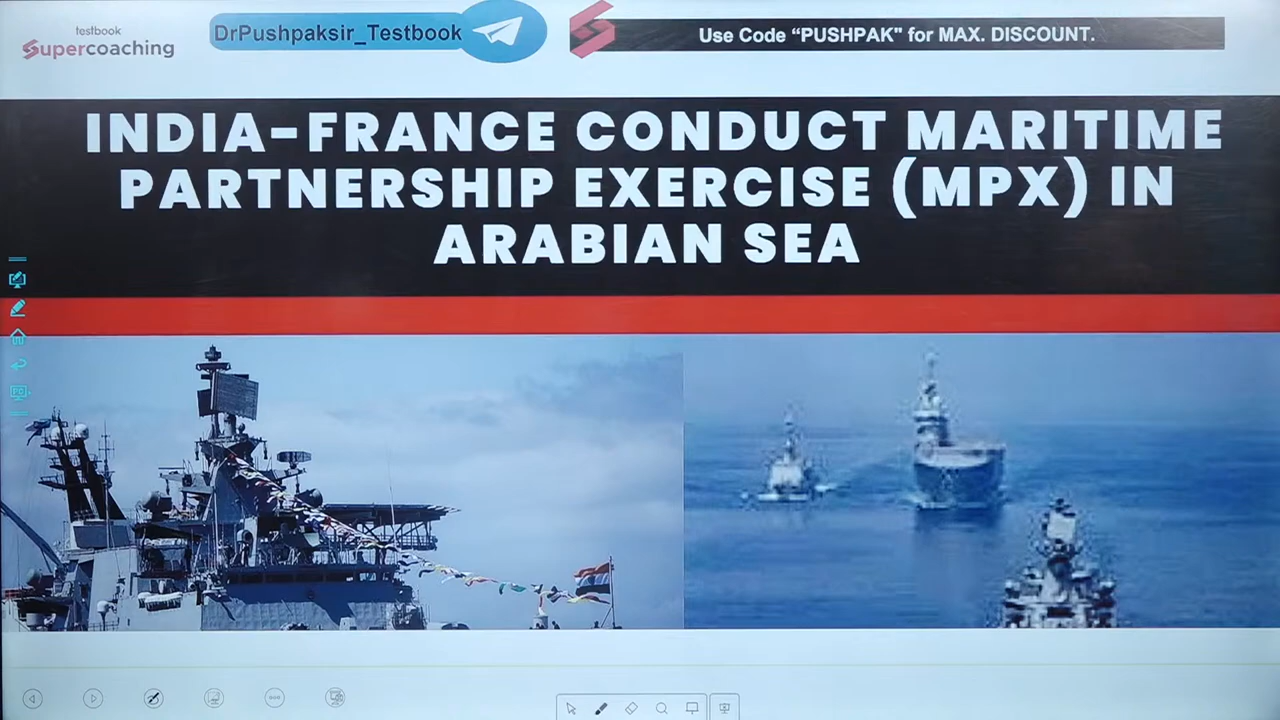 testbook
Supercoaching
DrPushpaksir_Testbook
Use Code “PUSHPAK" for MAX. DISCOUNT.
INDIA-FRANCE CONDUCT MARITIME
PARTNERSHIP EXERCISE (MPX) IN
ARABIAN SEA